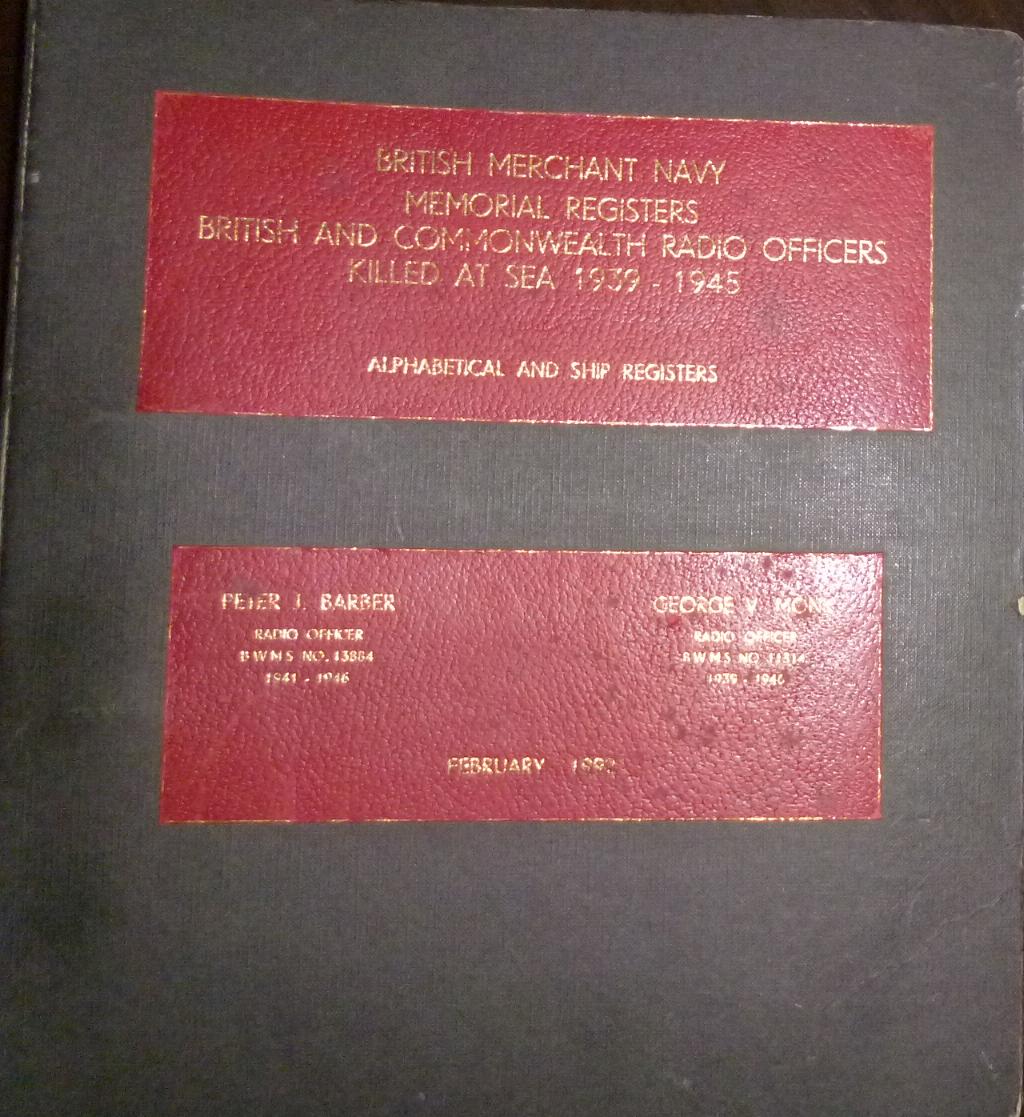 BRITISH MERCHANT NAVY
MEMORIAL REGISTERS
BRITISH AND COMMONWEALTH RADIO OFFICERS
KILLED AT SEA 1939 - 1945
ALPHABETICAL AND SHIP REGISTERS
PETER J. BARBER
RADIO OFFICER
B W M S NO. 13884
1941 - 1946
GEORGE V. MONK
RADIO OFFICER
B W M S NO
1939 - 1946
FEBRUARY